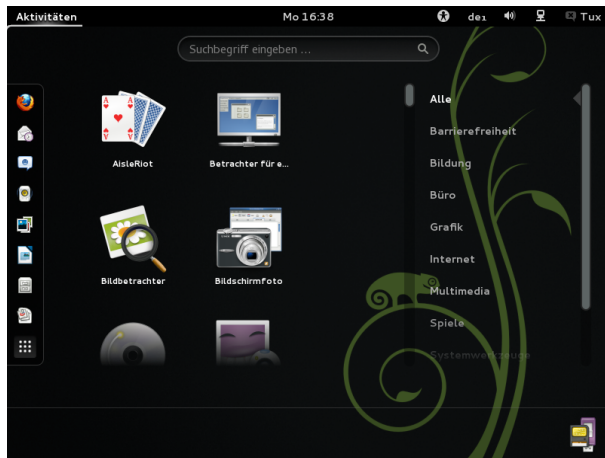 Aktivitäten Mo 16:38 de1 Tux
Suchbegriff eingeben ...
AisleRiot
Betrachter für e...
Bildbetrachter
Bildschirmfoto
Alle
Barrierefreiheit
Bildung
Büro
Grafik
Internet
Multimedia
Spiele
Systemwerkzeuge